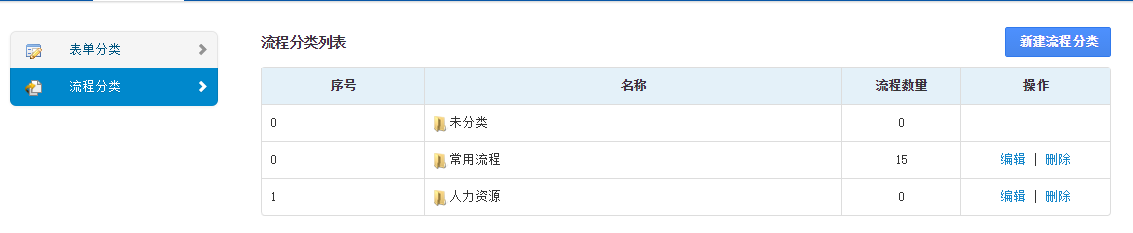 表单分类
流程分类
流程分类列表
新建流程分类
序号 名称 流程数量 操作
0 未分类 0
0 常用流程 15 编辑 | 删除
1 人力资源 0 编辑 | 删除